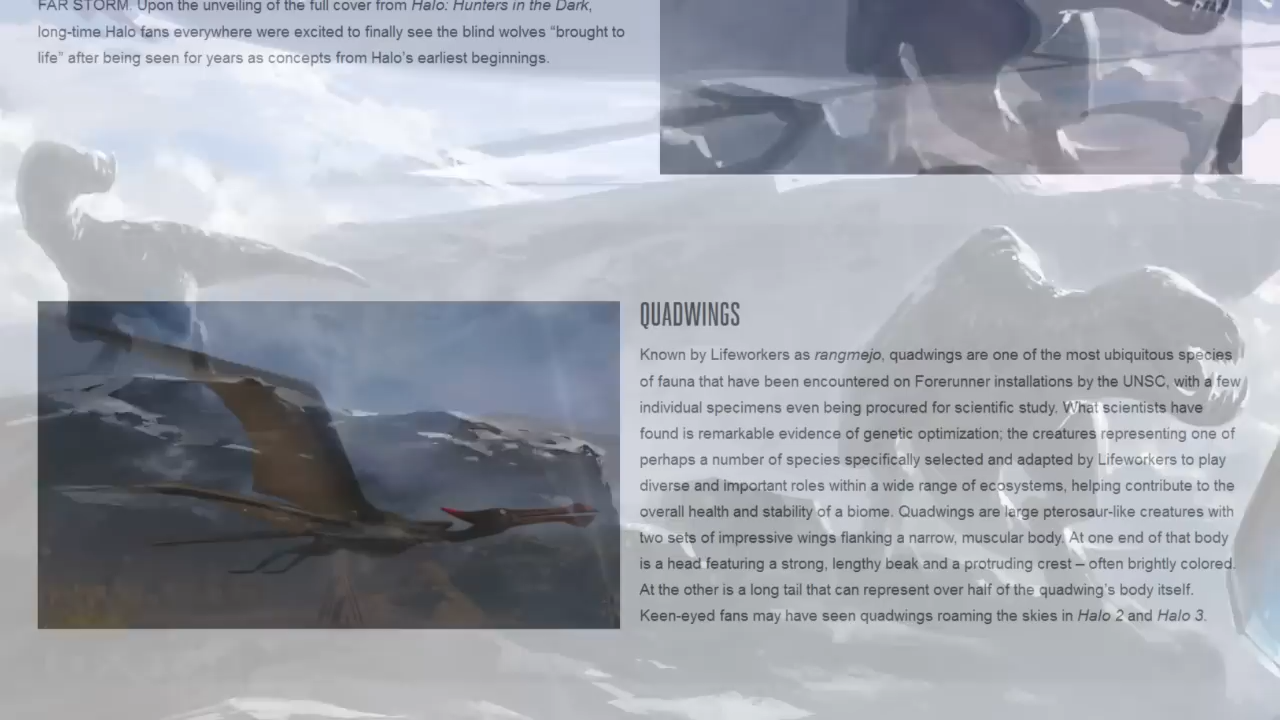 FAR STORM. Upon the unveiling of the full cover from Halo: Hunters in the Dark,
long-time Halo fans everywhere were excited to finally see the blind wolves “brought to
life” after being seen for years as concepts from Halo’s earliest beginnings.
QUADWINGS
Known by Lifeworkers as rangmejo, quadwings are one of the most ubiquitous species
of fauna that have been encountered on Forerunner installations by the UNSC, with a few
individual specimens even being procured for scientific study. What scientists have
found is remarkable evidence of genetic optimization; the creatures representing one of
perhaps a number of species specifically selected and adapted by Lifeworkers to play
diverse and important roles within a wide range of ecosystems, helping contribute to the
overall health and stability of a biome. Quadwings are large pterosaur-like creatures with
two sets of impressive wings flanking a narrow, muscular body. At one end of that body
is a head featuring a strong, lengthy beak and a protruding crest – often brightly colored.
At the other is a long tail that can represent over half of the quadwing’s body itself.
Keen-eyed fans may have seen quadwings roaming the skies in Halo 2 and Halo 3.